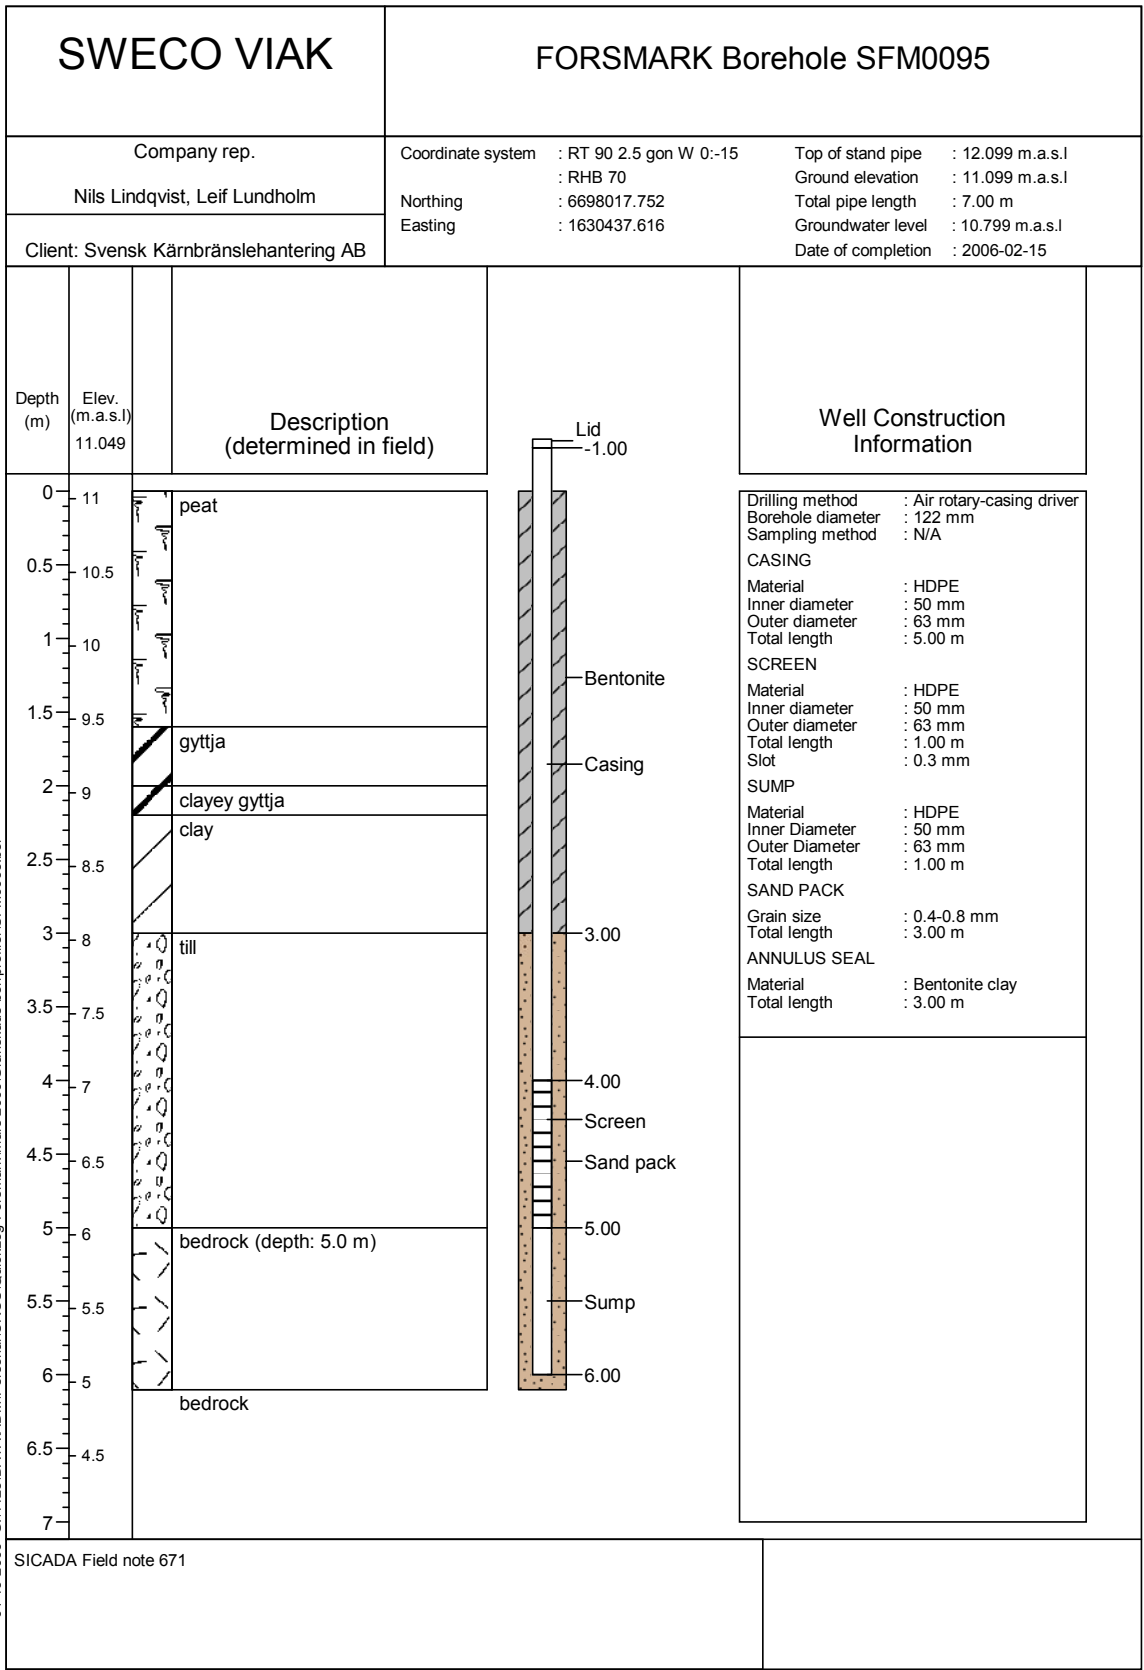 SWECO VIAK
FORSMARK Borehole SFM0095
Company rep.
Nils Lindqvist, Leif Lundholm
Client: Svensk Kärnbränslehantering AB
Coordinate system : RT 90 2.5 gon W 0:-15
: RHB 70
Northing : 6698017.752
Easting : 1630437.616
Top of stand pipe : 12.099 m.a.s.l
Ground elevation : 11.099 m.a.s.l
Total pipe length : 7.00 m
Groundwater level : 10.799 m.a.s.l
Date of completion : 2006-02-15
Depth
(m)
Elev.
(m.a.s.l)
11.049
Description
(determined in field)
Well Construction
Information
0
0.5
1
1.5
2
2.5
3
3.5
4
4.5
5
5.5
6
6.5
7
11
10.5
10
9.5
9
8.5
8
7.5
7
6.5
6
5.5
5
4.5
peat
gyttja
clayey gyttja
clay
till
bedrock (depth: 5.0 m)
bedrock
Lid
-1.00
Bentonite
Casing
3.00
4.00
Screen
Sand pack
5.00
Sump
6.00
Drilling method : Air rotary-casing driver
Borehole diameter : 122 mm
Sampling method : N/A
CASING
Material : HDPE
Inner diameter : 50 mm
Outer diameter : 63 mm
Total length : 5.00 m
SCREEN
Material : HDPE
Inner diameter : 50 mm
Outer diameter : 63 mm
Total length : 1.00 m
Slot : 0.3 mm
SUMP
Material : HDPE
Inner Diameter : 50 mm
Outer Diameter : 63 mm
Total length : 1.00 m
SAND PACK
Grain size : 0.4-0.8 mm
Total length : 3.00 m
ANNULUS SEAL
Material : Bentonite clay
Total length : 3.00 m
SICADA Field note 671